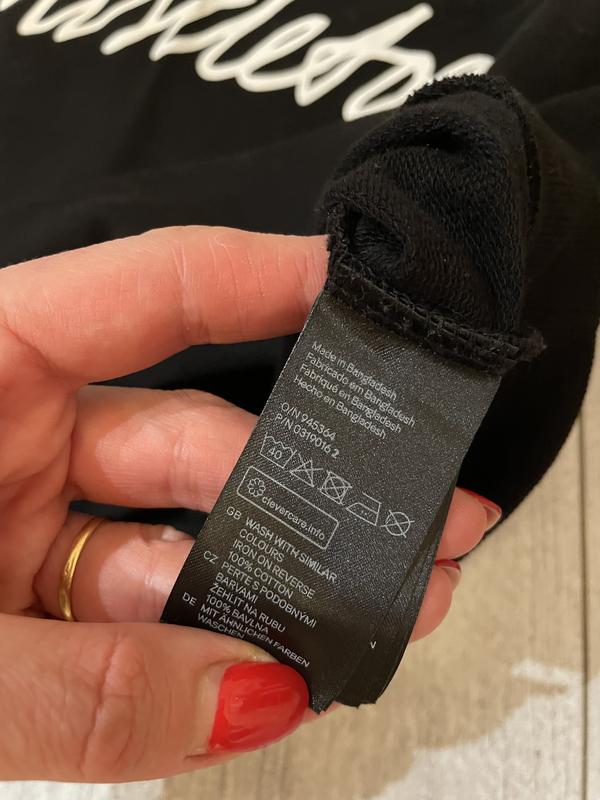 Made in Bangladesh
Fabricado em Bangladesh
Fabriqué en Bangladesh
Hecho en Bangladesh
O/N 945364
P/N 0319016 2
40
clevercare.info
GB WASH WITH SIMILAR
COLOURS
IRON ON REVERSE
100% COTTON
CZ PERTE S PODOBNÝMI
BARVAMI
ŽEHLIT NA RUBU
100% BAVLNA
DE MIT ÄHNLICHEN FARBEN
WASCHEN